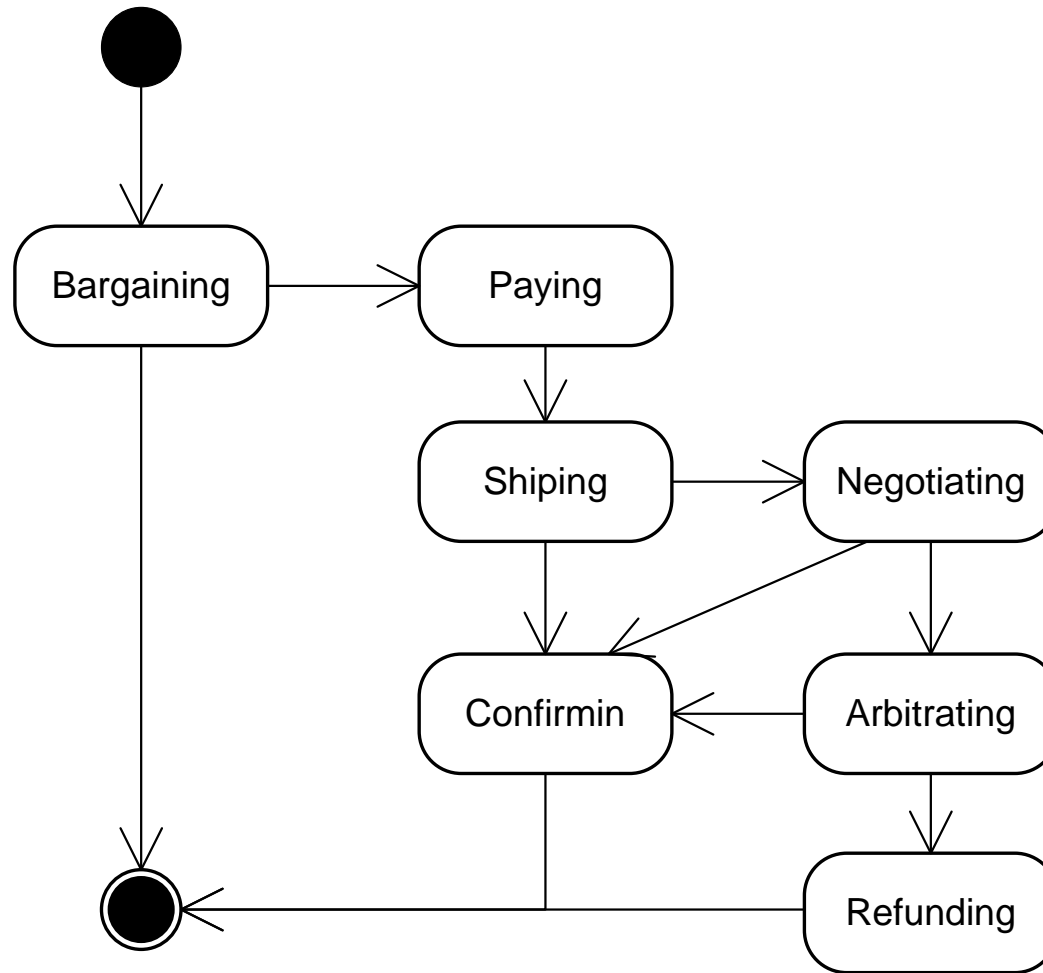 Bargaining
Paying
Shiping
Negotiating
Confirmin
Arbitrating
Refunding